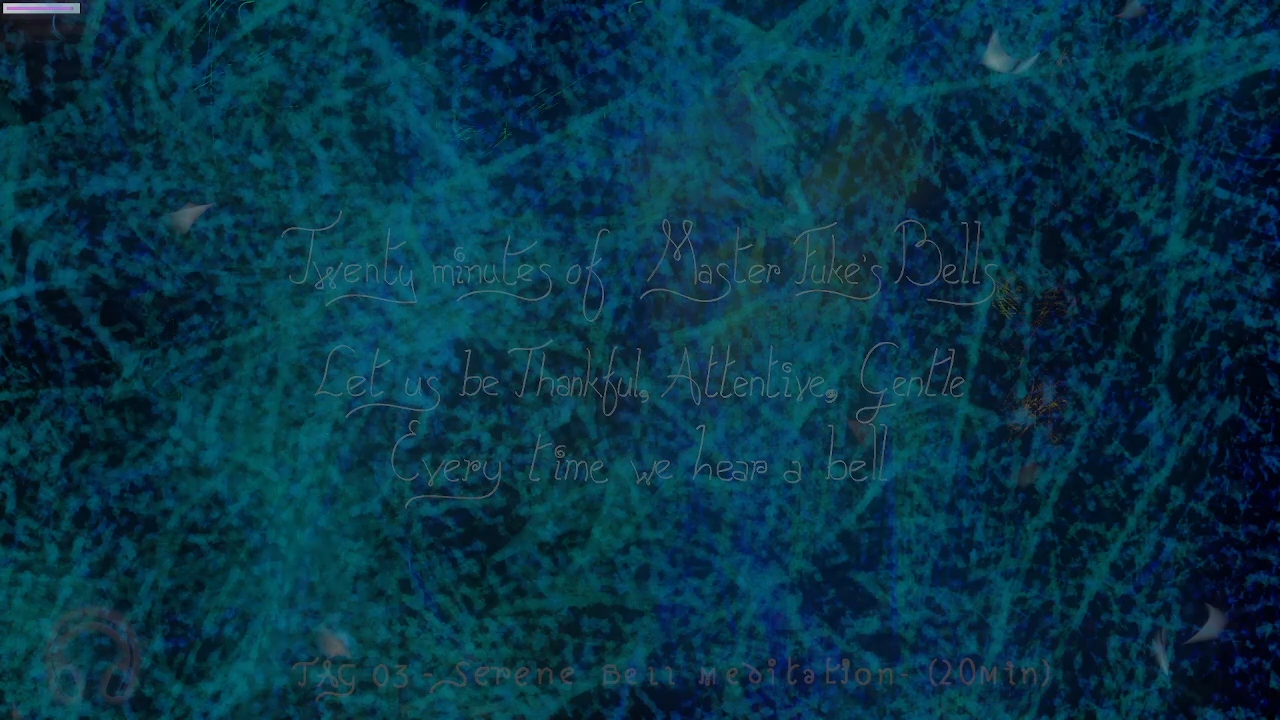 Twenty minutes of Master Fuke's Bells
Let us be Thankful, Attentive, Gentle
Every time we hear a bell
TAG 03 - Serene Bell Meditation - (20Min)